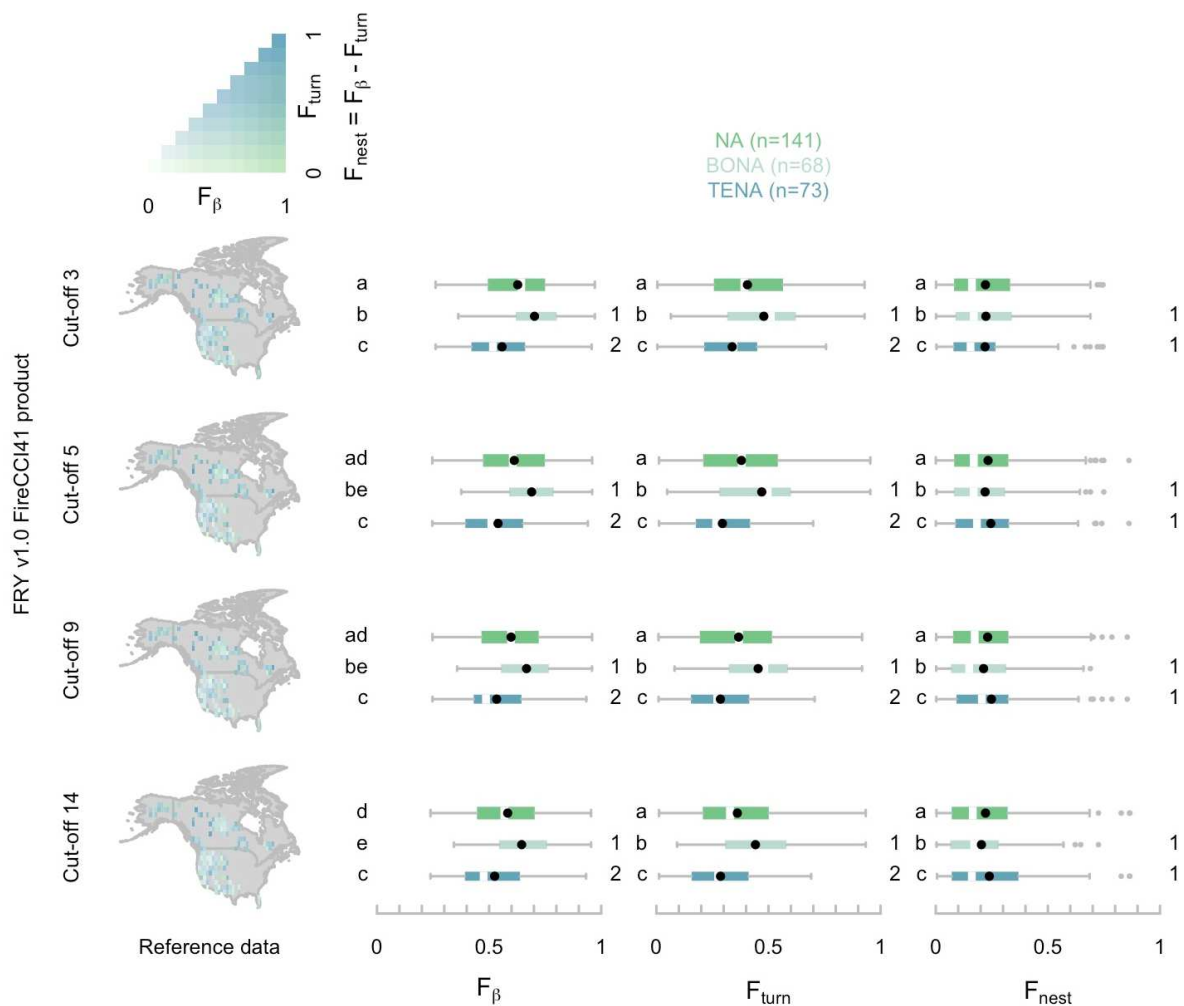 1
F_turn
0
F_nest = F_β - F_turn
0
F_β
1
NA (n=141)
BONA (n=68)
TENA (n=73)
FRY v1.0 FireCCI41 product
Cut-off 3
a
a
a
b
1
b
1
b
1
c
2
c
2
c
1
Cut-off 5
ad
a
a
be
1
b
1
b
1
c
2
c
2
c
1
Cut-off 9
ad
a
a
be
1
b
1
b
1
c
2
c
2
c
1
Cut-off 14
d
a
a
e
1
b
1
b
1
c
2
c
2
c
1
Reference data
0 0.5 1
0 0.5 1
0 0.5 1
F_β
F_turn
F_nest